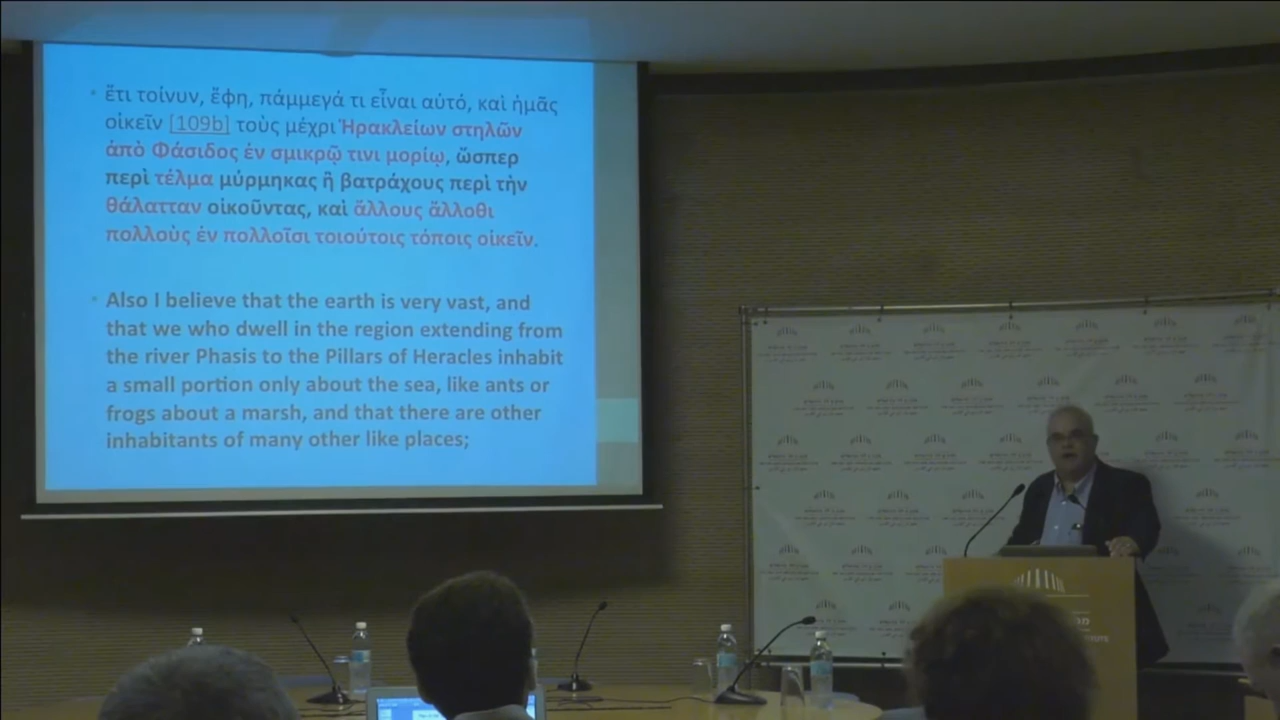 ἔτι τοίνυν, ἔφη, πάμμεγά τι εἶναι αὐτό, καὶ ἡμᾶς
οἰκεῖν [109b] τοὺς μέχρι Ἡρακλείων στηλῶν
ἀπὸ Φάσιδος ἐν σμικρῷ τινι μορίῳ, ὥσπερ
περὶ τέλμα μύρμηκας ἢ βατράχους περὶ τὴν
θάλατταν οἰκοῦντας, καὶ ἄλλους ἄλλοθι
πολλοὺς ἐν πολλοῖσι τοιούτοις τόποις οἰκεῖν.
Also I believe that the earth is very vast, and
that we who dwell in the region extending from
the river Phasis to the Pillars of Heracles inhabit
a small portion only about the sea, like ants or
frogs about a marsh, and that there are other
inhabitants of many other like places;